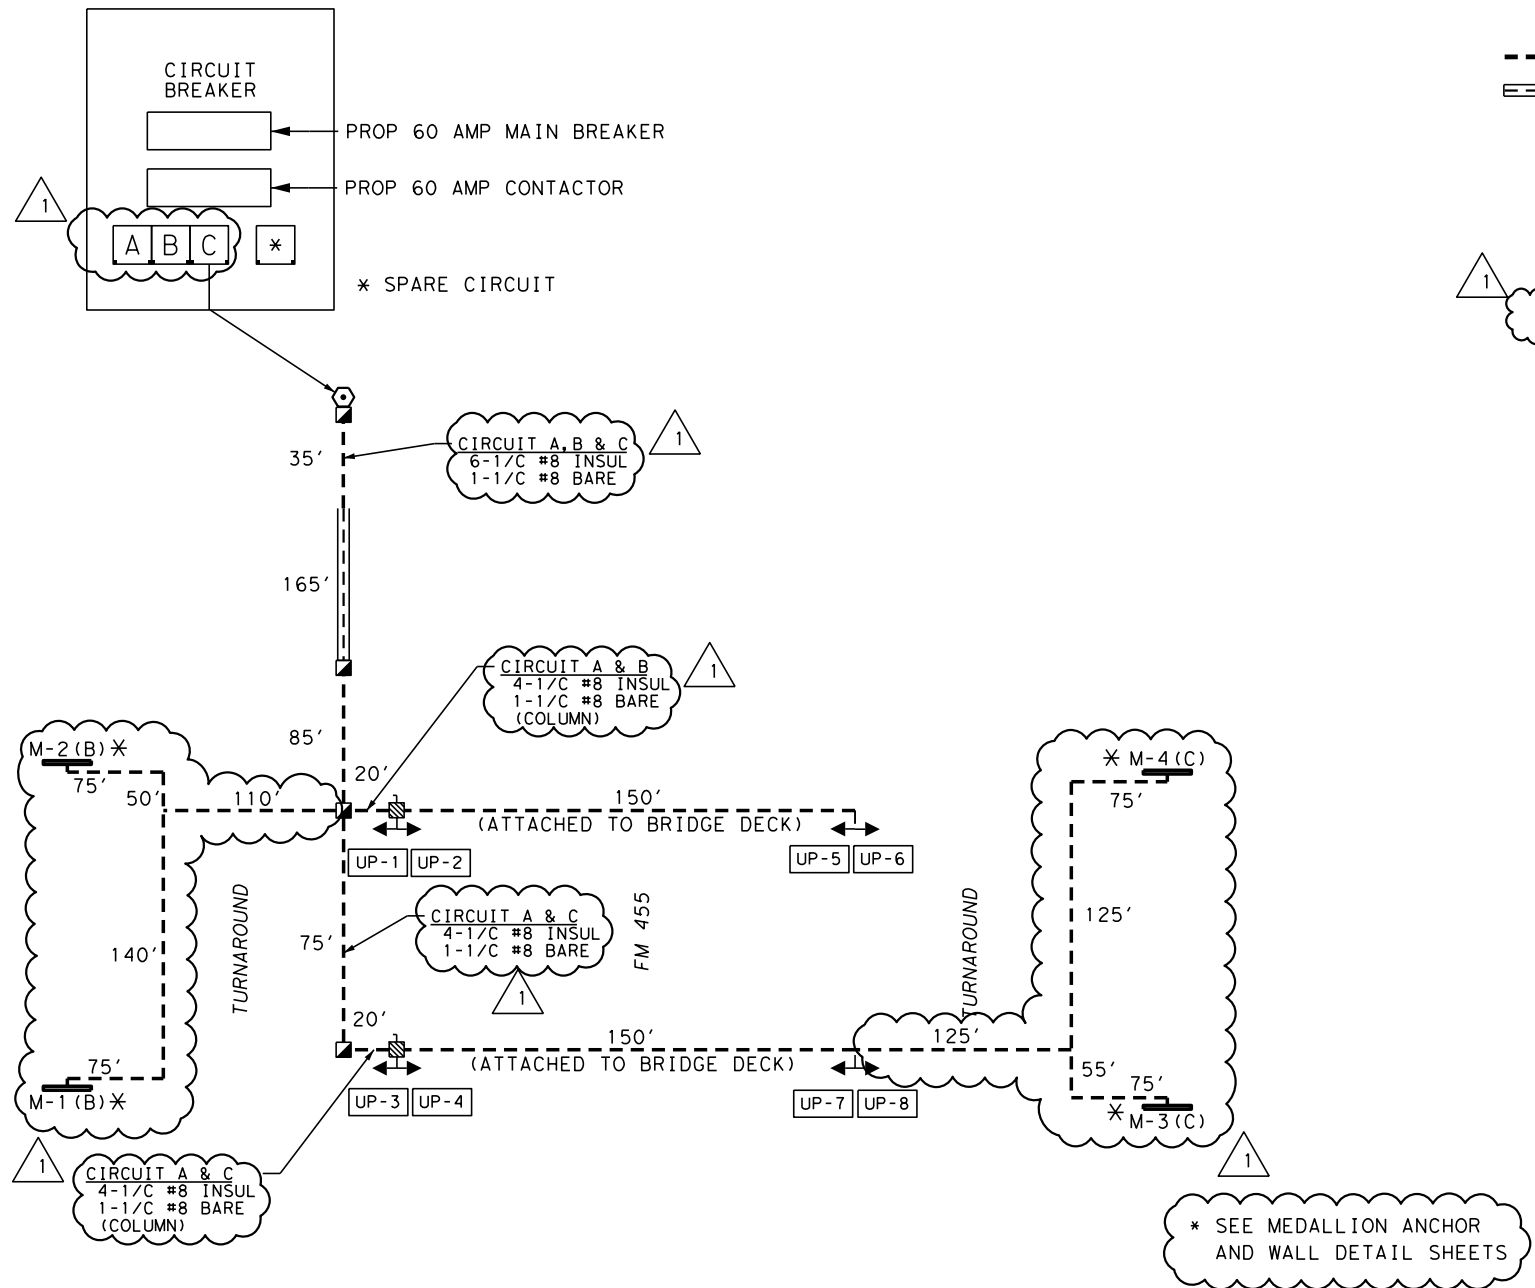 CIRCUIT
BREAKER
PROP 60 AMP MAIN BREAKER
PROP 60 AMP CONTACTOR
1
A B C *
* SPARE CIRCUIT
1
CIRCUIT A,B & C
6-1/C #8 INSUL
1-1/C #8 BARE
1
35'
165'
CIRCUIT A & B
4-1/C #8 INSUL
1-1/C #8 BARE
(COLUMN)
1
85'
20'
M-2(B)*
75'
50'
110'
150'
(ATTACHED TO BRIDGE DECK)
* M-4(C)
75'
UP-1 UP-2
UP-5 UP-6
TURNAROUND
CIRCUIT A & C
4-1/C #8 INSUL
1-1/C #8 BARE
1
75'
FM 455
TURNAROUND
125'
140'
20'
150'
(ATTACHED TO BRIDGE DECK)
125'
55'
75'
* M-3(C)
75'
M-1(B)*
UP-3 UP-4
UP-7 UP-8
1
CIRCUIT A & C
4-1/C #8 INSUL
1-1/C #8 BARE
(COLUMN)
1
* SEE MEDALLION ANCHOR
AND WALL DETAIL SHEETS